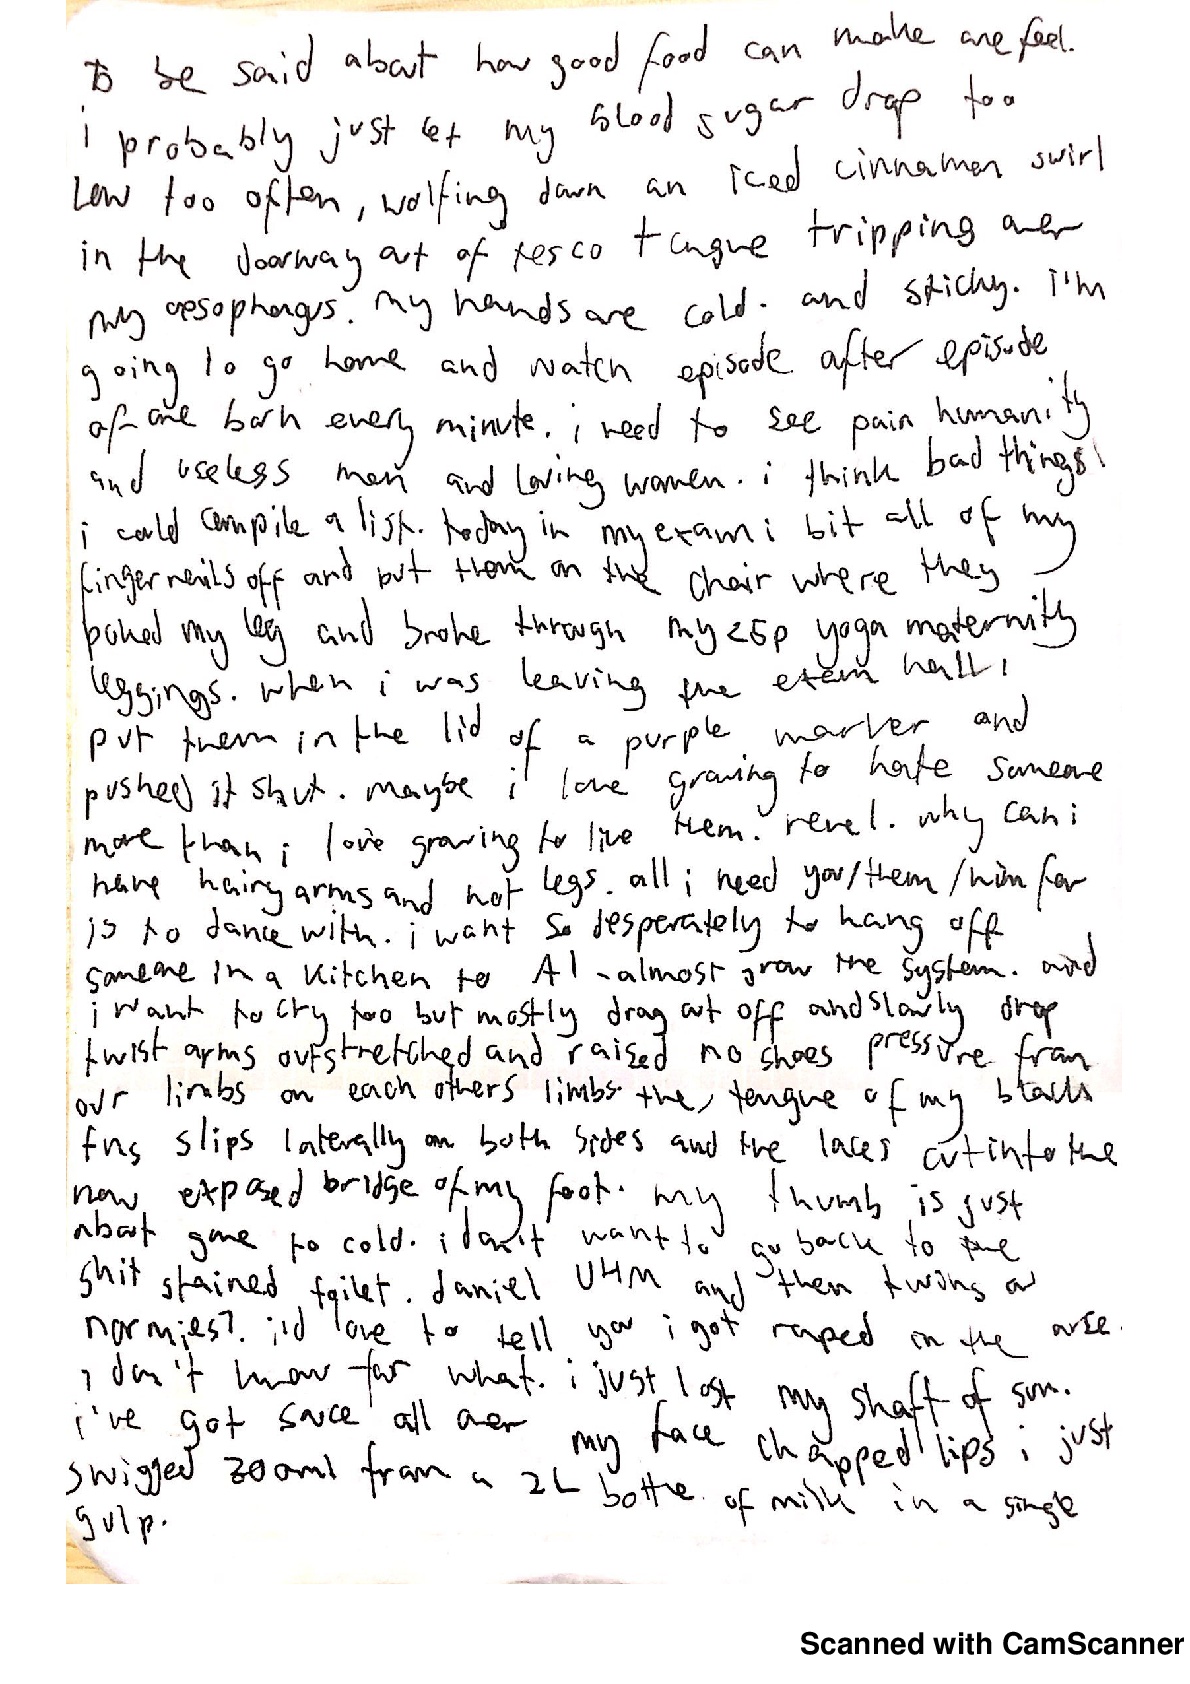 to be said about how good food can make one feel.
i probably just let my blood sugar drop too
low too often, wolfing down an iced cinnamon swirl
in the doorway out of tesco tongue tripping over
my oesophagus. my hands are cold. and sticky. i'm
going to go home and watch episode after episode
of one born every minute. i need to see pain humanity
and useless men and loving women. i think bad things!
i could compile a list. today in my exam i bit all of my
fingernails off and put them on the chair where they
poked my leg and broke through my 25p yoga maternity
leggings. when i was leaving the exam hall i
put them in the lid of a purple marker and
pushed it shut. maybe i love growing to hate someone
more than i love growing to like them. revel. why can i
have hairy arms and not legs. all i need you/them/him for
is to dance with. i want so desperately to hang off
someone in a kitchen to A1 - almost grow the system. and
i want to cry too but mostly drag out off and slowly drop
twist arms outstretched and raised no shoes pressure from
our limbs on each others limbs. the tongue of my black
slips laterally on both sides and the laces cut into the
now exposed bridge of my foot. my thumb is just
about gone to cold. i don't want to go back to the
shit stained toilet. daniel UHM and then twins or
normies?. i'd love to tell you i got raped in the arse.
i don't know for what. i just lost my shaft of sun.
i've got sauce all over my face chapped lips i just
swigged 300ml from a 2L bottle of milk in a single
gulp.
Scanned with CamScanner